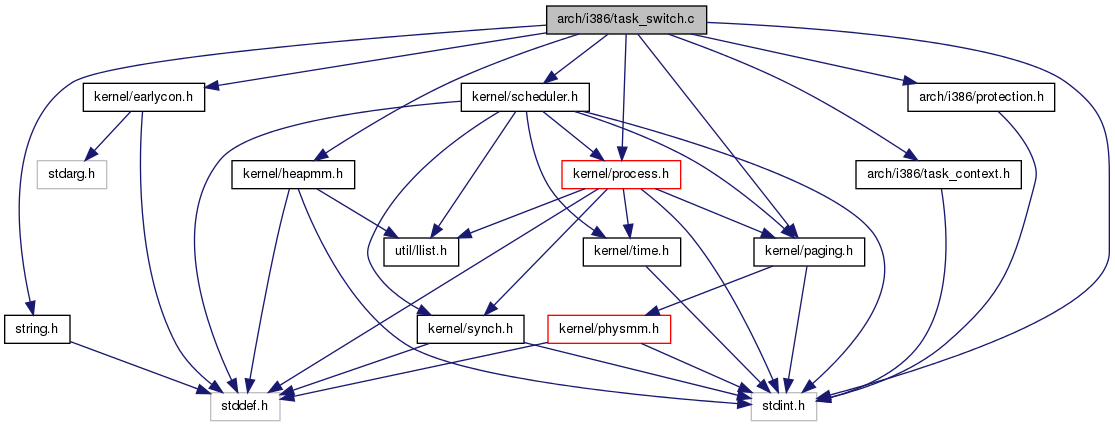 arch/i386/task_switch.c
kernel/earlycon.h
kernel/scheduler.h
arch/i386/protection.h
stdarg.h
kernel/heapmm.h
kernel/process.h
arch/i386/task_context.h
util/llist.h
kernel/time.h
kernel/paging.h
string.h
kernel/synch.h
kernel/physmm.h
stddef.h
stdint.h